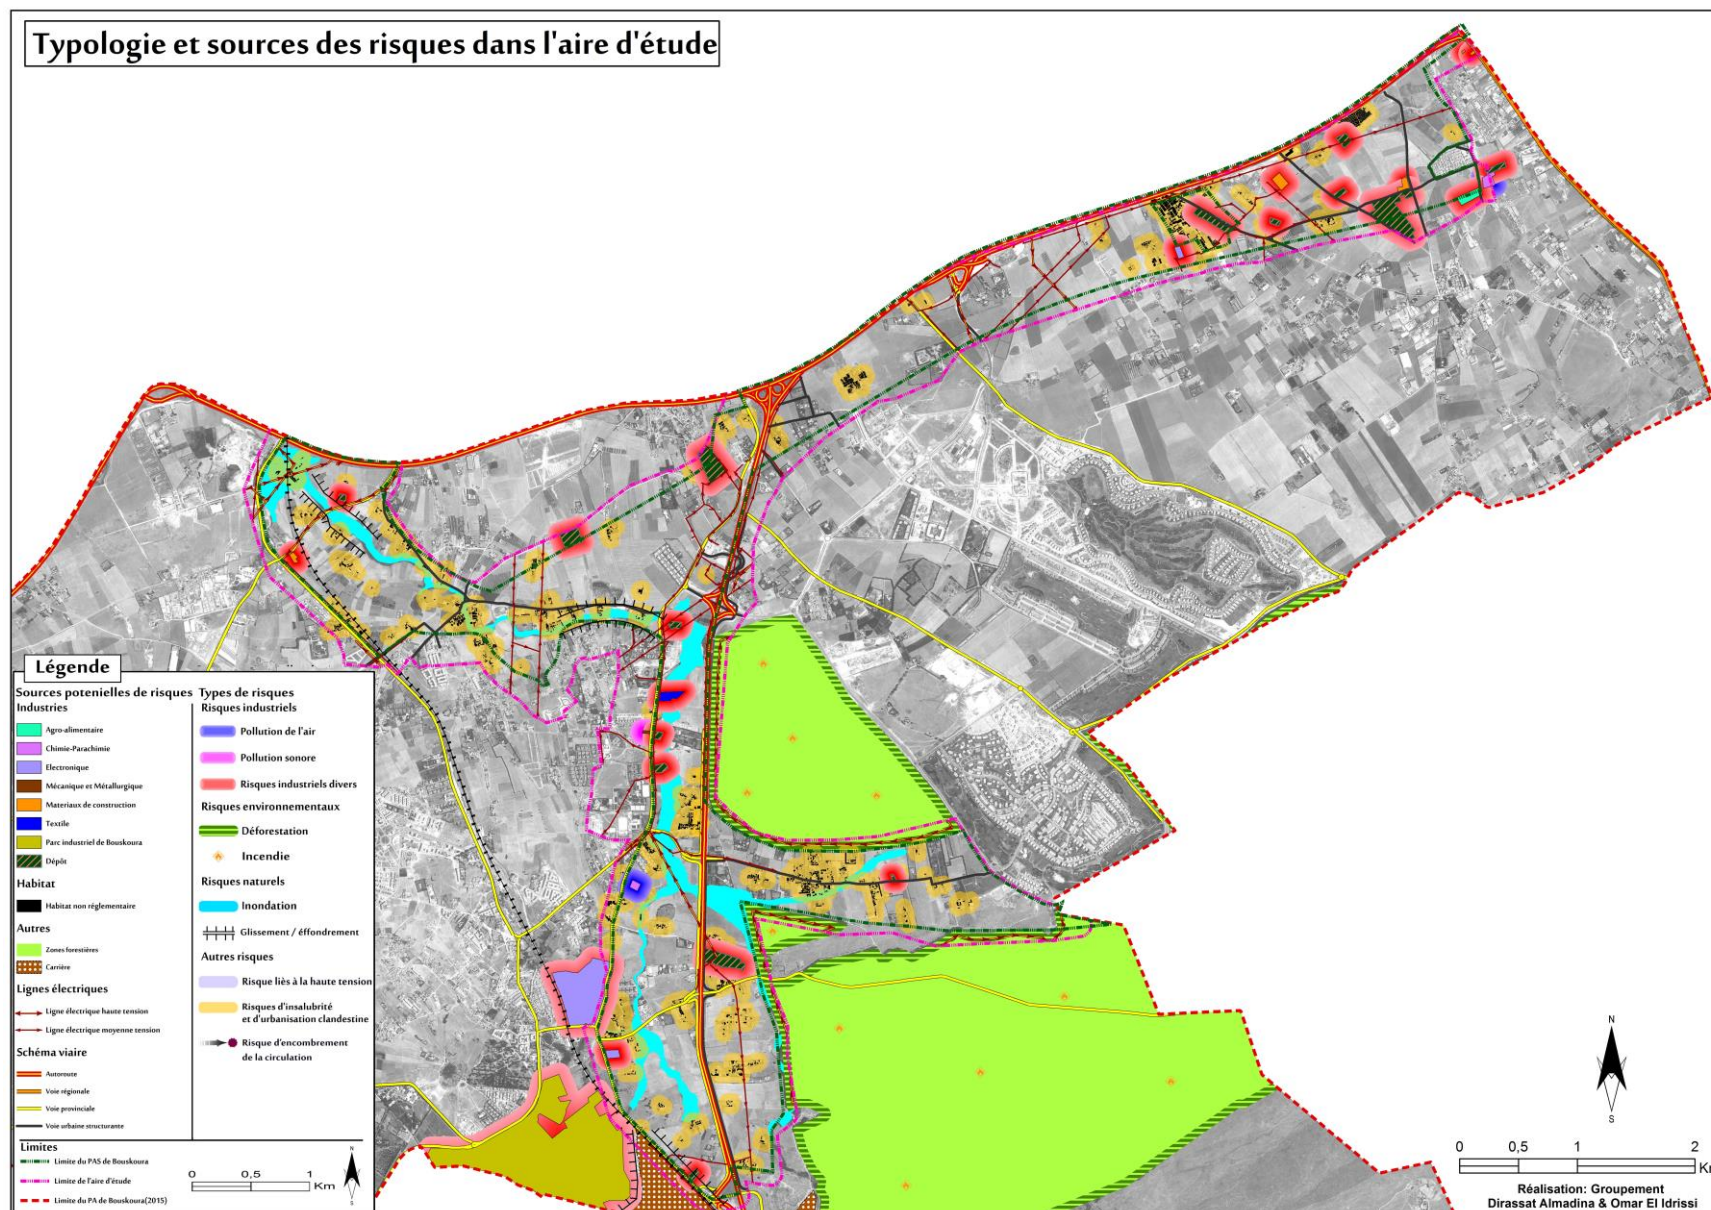 Typologie et sources des risques dans l'aire d'étude
Légende
Sources potenielles de risques
Industries
Agro-alimentaire
Chimie-Parachimie
Electronique
Mécanique et Métallurgique
Materiaux de construction
Textile
Parc industriel de Bouskoura
Dépôt
Habitat
Habitat non réglementaire
Autres
Zones forestières
Carrière
Lignes électriques
Ligne électrique haute tension
Ligne électrique moyenne tension
Schéma viaire
Autoroute
Voie régionale
Voie provinciale
Voie urbaine structurante
Types de risques
Risques industriels
Pollution de l'air
Pollution sonore
Risques industriels divers
Risques environnementaux
Déforestation
Incendie
Risques naturels
Inondation
Glissement / éffondrement
Autres risques
Risque liès à la haute tension
Risques d'insalubrité
et d'urbanisation clandestine
Risque d'encombrement
de la circulation
Limites
Limite du PAS de Bouskoura
Limite de l'aire d'étude
Limite du PA de Bouskoura(2015)
0 0,5 1
Km
N
S
N
S
0 0,5 1 2
Km
Réalisation: Groupement
Dirassat Almadina & Omar El Idrissi